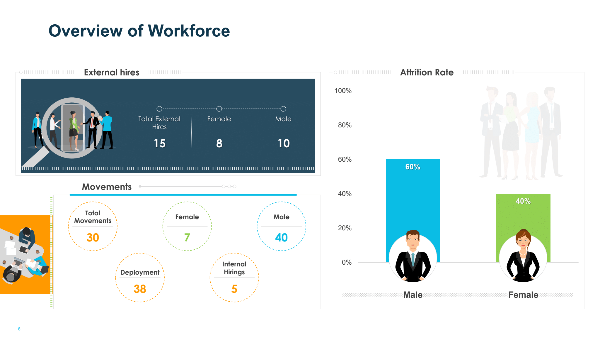 Overview of Workforce
External hires
Attrition Rate
Total External
Hires
Female
Male
15
8
10
Movements
Total
Movements
30
Female
7
Male
40
Deployment
38
Internal
Hirings
5
100%
80%
60%
40%
20%
0%
60%
40%
Male
Female